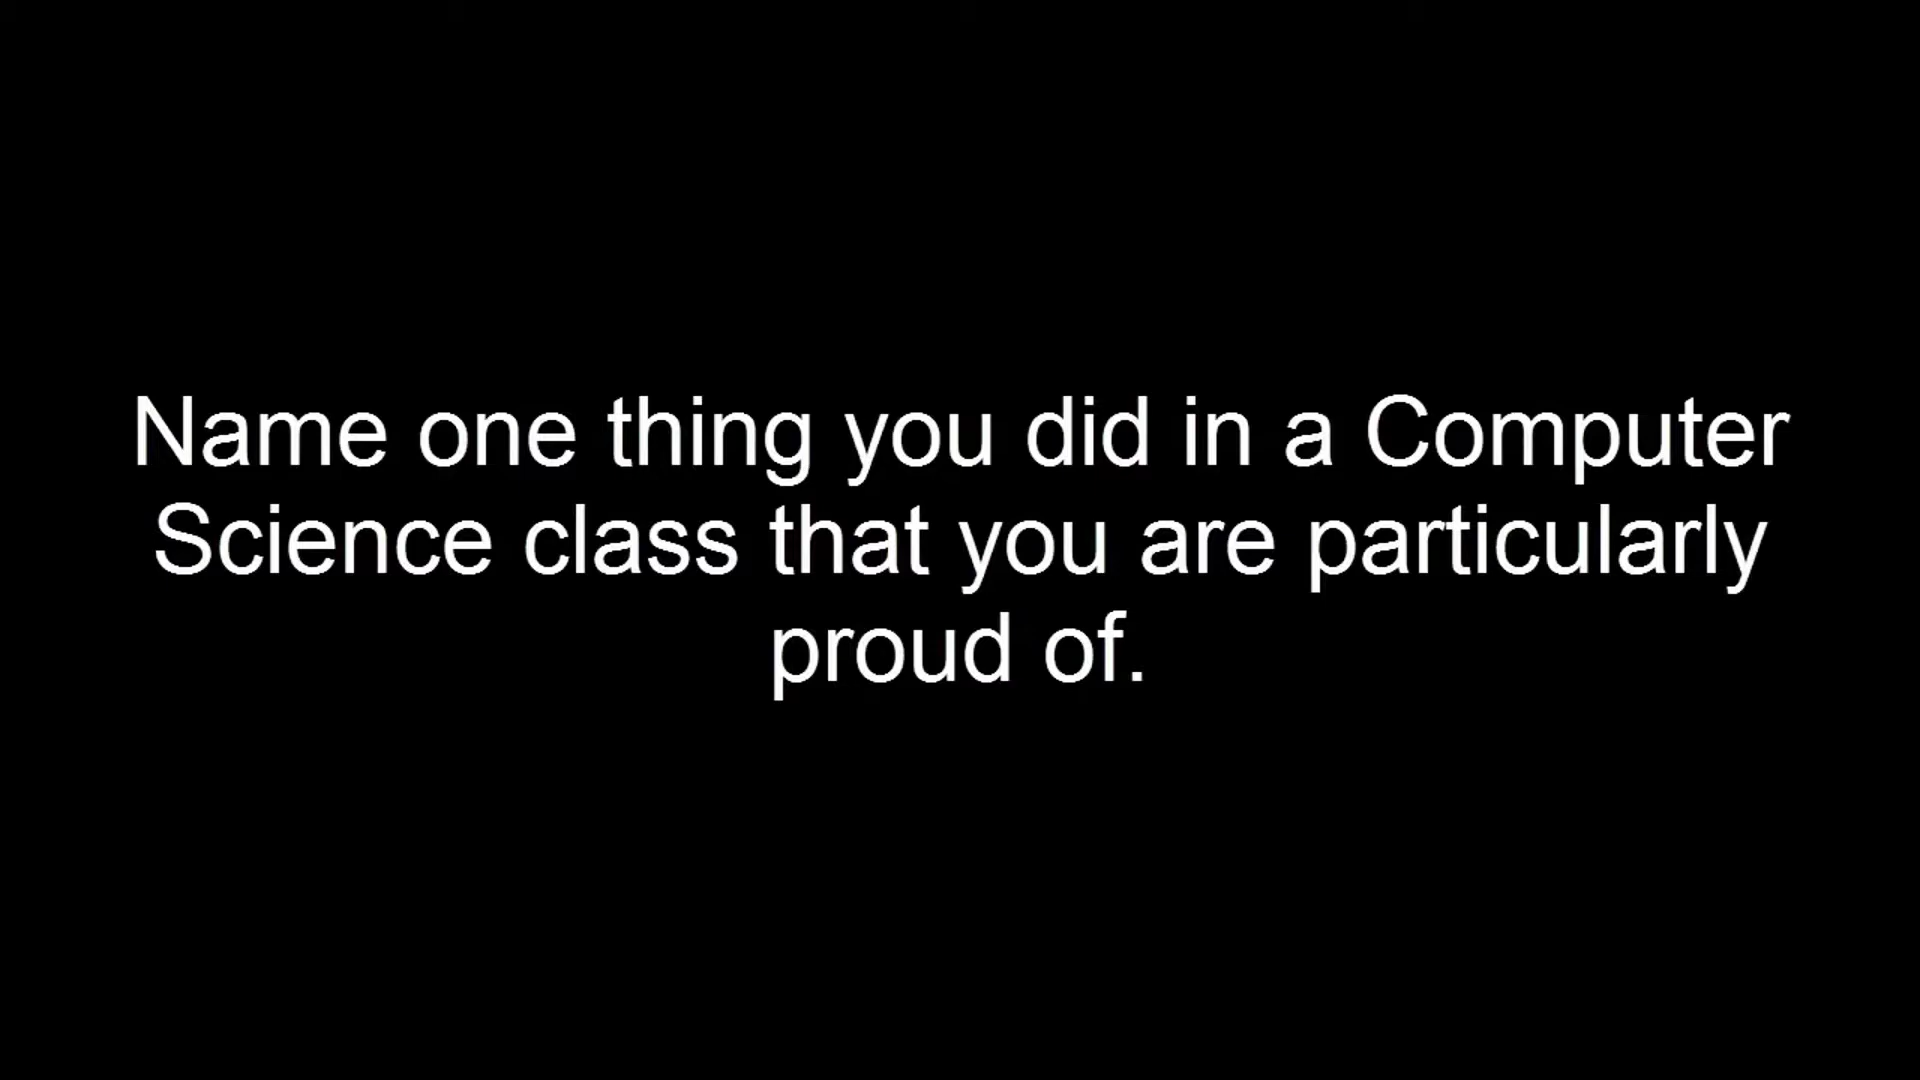 Name one thing you did in a Computer
Science class that you are particularly
proud of.